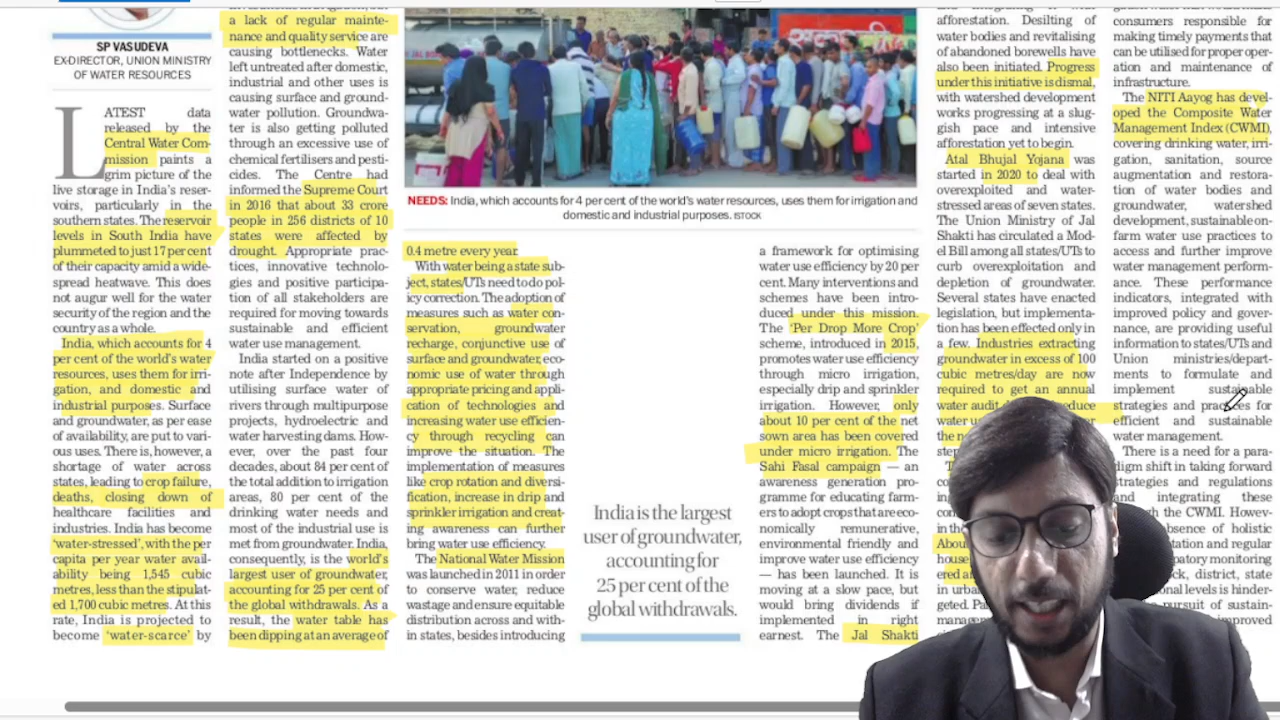 SP VASUDEVA
EX-DIRECTOR, UNION MINISTRY
OF WATER RESOURCES
LATEST data
released by the
Central Water Com-
mission paints a
grim picture of the
live storage in India's reser-
voirs, particularly in the
southern states. The reservoir
levels in South India have
plummeted to just 17 per cent
of their capacity amid a wide-
spread heatwave. This does
not augur well for the water
security of the region and the
country as a whole.
India, which accounts for 4
per cent of the world's water
resources, uses them for irri-
gation, and domestic and
industrial purposes. Surface
and groundwater, as per ease
of availability, are put to vari-
ous uses. There is, however, a
shortage of water across
states, leading to crop failure,
deaths, closing down of
healthcare facilities and
industries. India has become
'water-stressed', with the per
capita per year water avail-
ability being 1,545 cubic
metres, less than the stipulat-
ed 1,700 cubic metres. At this
rate, India is projected to
become 'water-scarce' by
a lack of regular mainte-
nance and quality service are
causing bottlenecks. Water
left untreated after domestic,
industrial and other uses is
causing surface and ground-
water pollution. Groundwa-
ter is also getting polluted
through an excessive use of
chemical fertilisers and pesti-
cides. The Centre had
informed the Supreme Court
in 2016 that about 33 crore
people in 256 districts of 10
states were affected by
drought. Appropriate prac-
tices, innovative technolo-
gies and positive participa-
tion of all stakeholders are
required for moving towards
sustainable and efficient
water use management.
India started on a positive
note after Independence by
utilising surface water of
rivers through multipurpose
projects, hydroelectric and
water harvesting dams. How-
ever, over the past four
decades, about 84 per cent of
the total addition to irrigation
areas, 80 per cent of the
drinking water needs and
most of the industrial use is
met from groundwater. India,
consequently, is the world's
largest user of groundwater,
accounting for 25 per cent of
the global withdrawals. As a
result, the water table has
been dipping at an average of
NEEDS: India, which accounts for 4 per cent of the world's water resources, uses them for irrigation and
domestic and industrial purposes. ISTOCK
0.4 metre every year.
With water being a state sub-
ject, states/UTs need to do pol-
icy correction. The adoption of
measures such as water con-
servation, groundwater
recharge, conjunctive use of
surface and groundwater, eco-
nomic use of water through
appropriate pricing and appli-
cation of technologies and
increasing water use efficien-
cy through recycling can
improve the situation. The
implementation of measures
like crop rotation and diversi-
fication, increase in drip and
sprinkler irrigation and creat-
ing awareness can further
bring water use efficiency.
The National Water Mission
was launched in 2011 in order
to conserve water, reduce
wastage and ensure equitable
distribution across and with-
in states, besides introducing
India is the largest
user of groundwater,
accounting for
25 per cent of the
global withdrawals.
a framework for optimising
water use efficiency by 20 per
cent. Many interventions and
schemes have been intro-
duced under this mission.
The 'Per Drop More Crop'
scheme, introduced in 2015,
promotes water use efficiency
through micro irrigation,
especially drip and sprinkler
irrigation. However, only
about 10 per cent of the net
sown area has been covered
under micro irrigation. The
Sahi Fasal campaign — an
awareness generation pro-
gramme for educating farm-
ers to adopt crops that are eco-
nomically remunerative,
environmental friendly and
improve water use efficiency
— has been launched. It is
moving at a slow pace, but
would bring dividends if
implemented in right
earnest. The Jal Shakti
afforestation. Desilting of
water bodies and revitalising
of abandoned borewells have
also been initiated. Progress
under this initiative is dismal,
with watershed development
works progressing at a slug-
gish pace and intensive
afforestation yet to begin.
Atal Bhujal Yojana was
started in 2020 to deal with
overexploited and water-
stressed areas of seven states.
The Union Ministry of Jal
Shakti has circulated a Mod-
el Bill among all states/UTs to
curb overexploitation and
depletion of groundwater.
Several states have enacted
legislation, but implementa-
tion has been effected only in
a few. Industries extracting
groundwater in excess of 100
cubic metres/day are now
required to get an annual
water audit
consumers responsible for
making timely payments that
can be utilised for proper oper-
ation and maintenance of
infrastructure.
The NITI Aayog has devel-
oped the Composite Water
Management Index (CWMI),
covering drinking water, irri-
gation, sanitation, source
augmentation and restora-
tion of water bodies and
groundwater, watershed
development, sustainable on-
farm water use practices to
access and further improve
water management perform-
ance. These performance
indicators, integrated with
improved policy and gover-
nance, are providing useful
information to states/UTs and
Union ministries/depart-
ments to formulate and
implement sustainable
strategies and practices for
efficient and sustainable
water management.
There is a need for a para-
digm shift in taking forward
strategies and regulations
and integrating these
the CWMI. However,
absence of holistic
and regular
monitoring
district, state
levels is hinder-
pursuit of sustain-
improved